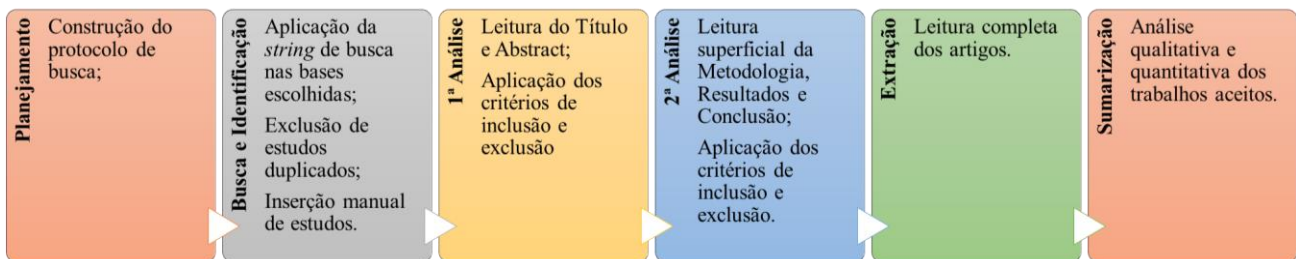 Planejamento
Construção do
protocolo de
busca;
Busca e Identificação
Aplicação da
string de busca
nas bases
escolhidas;
Exclusão de
estudos
duplicados;
Inserção manual
de estudos.
1ª Análise
Leitura do Título
e Abstract;
Aplicação dos
critérios de
inclusão e
exclusão
2ª Análise
Leitura
superficial da
Metodologia,
Resultados e
Conclusão;
Aplicação dos
critérios de
inclusão e
exclusão.
Extração
Leitura completa
dos artigos.
Sumarização
Análise
qualitativa e
quantitativa dos
trabalhos aceitos.